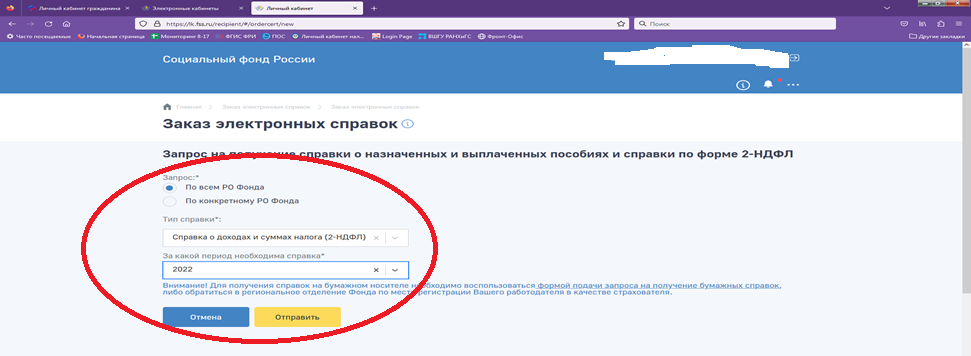 Личный кабинет гражданина
Электронные кабинеты
Личный кабинет
https://lk.fss.ru/recipient/#/ordercert/new
Поиск
Часто посещаемые Начальная страница Мониторинг 8-17 ФГИС ФРИ ПОС Личный кабинет нал... Login Page ВШГУ РАНХиГС Фронт-Офис Другие закладки
Социальный фонд России
Главная Заказ электронных справок Заказ электронных справок
Заказ электронных справок
Запрос на получение справки о назначенных и выплаченных пособиях и справки по форме 2-НДФЛ
Запрос:*
По всем РО Фонда
По конкретному РО Фонда
Тип справки*:
Справка о доходах и суммах налога (2-НДФЛ)
За какой период необходима справка*
2022
Внимание! Для получения справок на бумажном носителе необходимо воспользоваться формой подачи запроса на получение бумажных справок,
либо обратиться в региональное отделение Фонда по месту регистрации Вашего работодателя в качестве страхователя.
Отмена Отправить